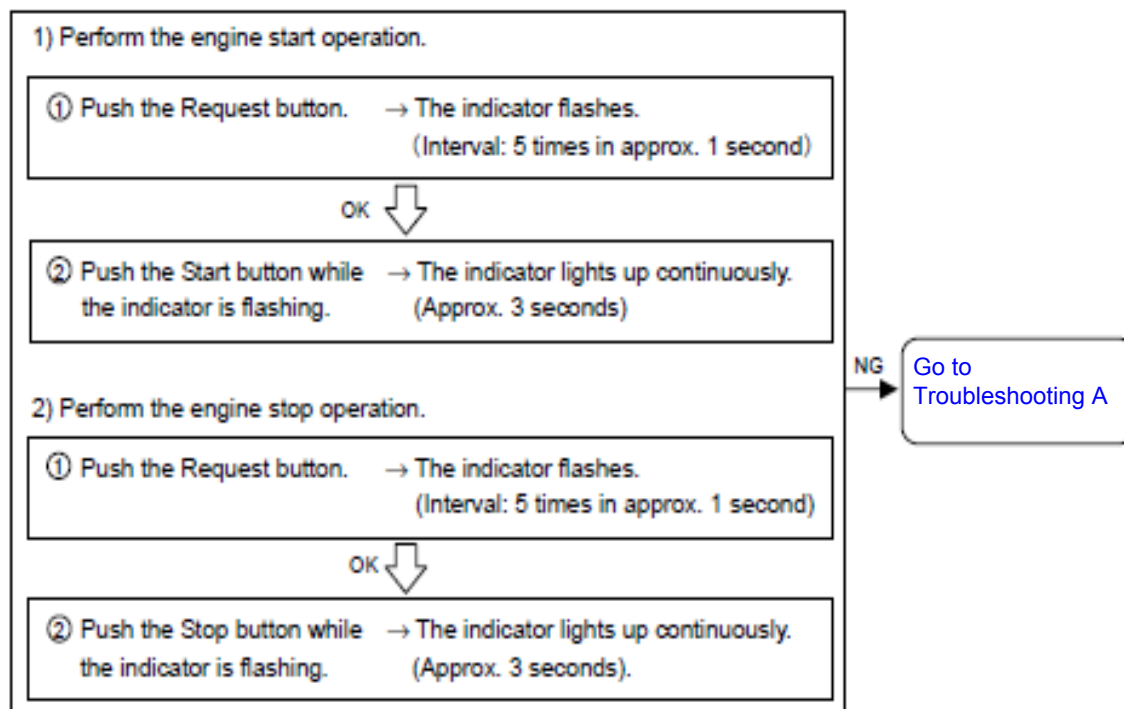 1) Perform the engine start operation.
① Push the Request button. → The indicator flashes.
(Interval: 5 times in approx. 1 second)
OK
② Push the Start button while → The indicator lights up continuously.
the indicator is flashing. (Approx. 3 seconds)
NG
Go to
Troubleshooting A
2) Perform the engine stop operation.
① Push the Request button. → The indicator flashes.
(Interval: 5 times in approx. 1 second)
OK
② Push the Stop button while → The indicator lights up continuously.
the indicator is flashing. (Approx. 3 seconds).